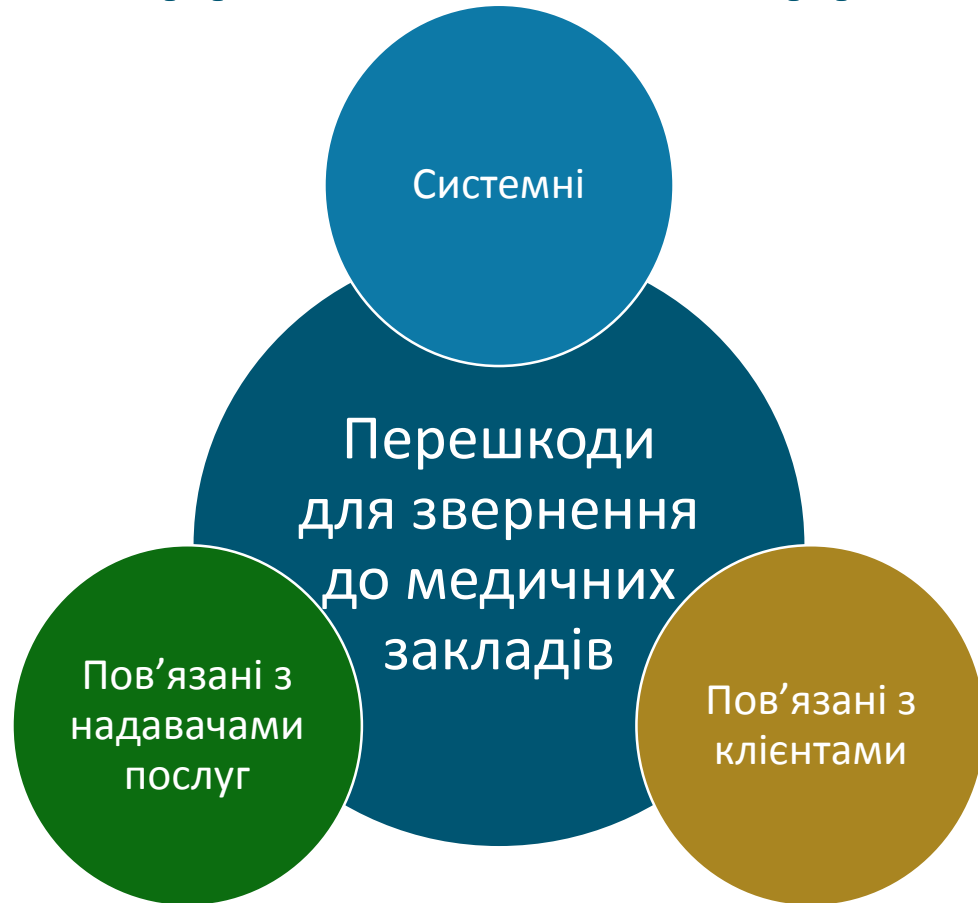 Системні
Перешкоди
для звернення
до медичних
закладів
Пов’язані з
надавачами
послуг
Пов’язані з
клієнтами